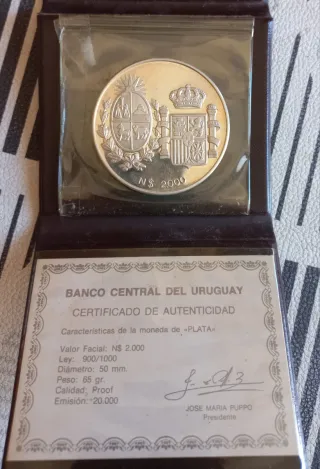 N$ 2000
BANCO CENTRAL DEL URUGUAY
CERTIFICADO DE AUTENTICIDAD
Características de la moneda de «PLATA»
Valor Facial: N$ 2.000
Ley: 900/1000
Diámetro: 50 mm.
Peso: 65 gr.
Calidad: Proof
Emisión: 20.000
JOSE MARIA PUPPO
Presidente